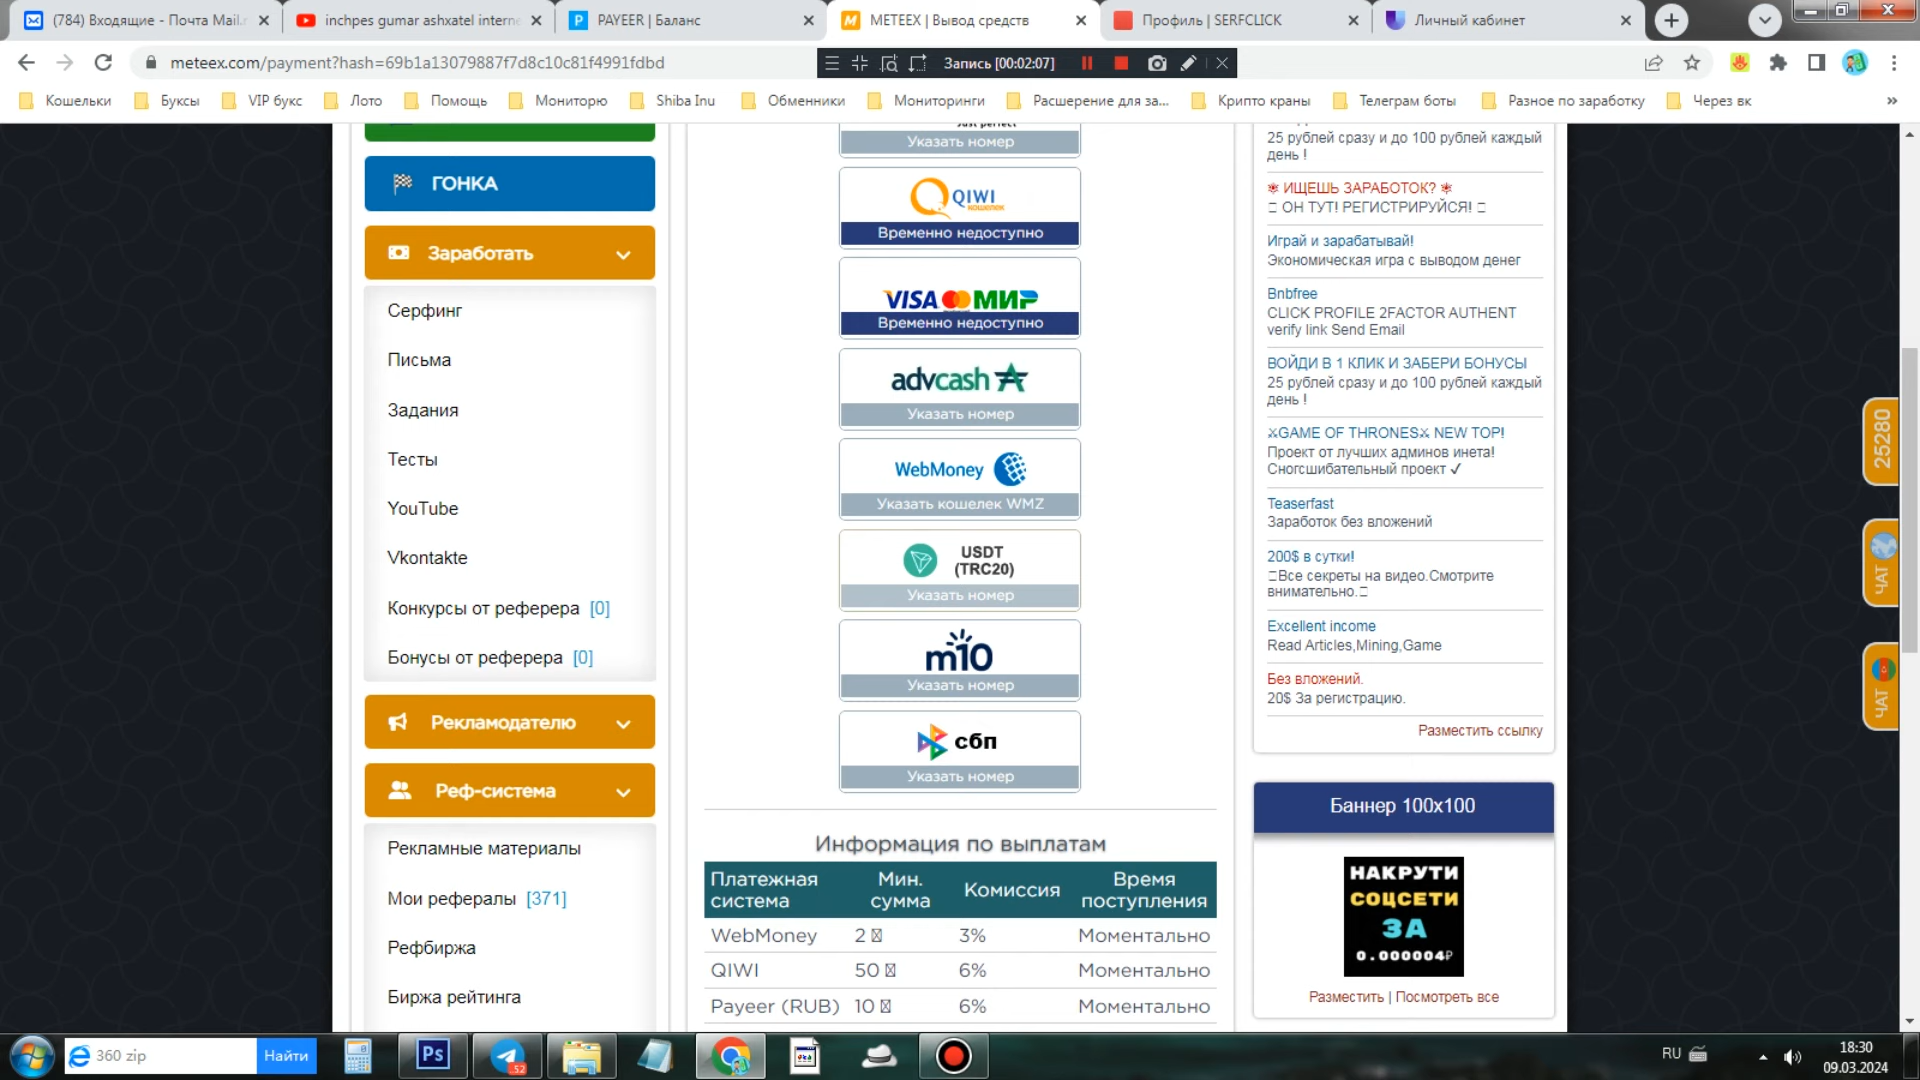 (784) Входящие - Почта Mail.r
inchpes gumar ashxatel interne
PAYEER | Баланс
METEEX | Вывод средств
Профиль | SERFCLICK
Личный кабинет
meteex.com/payment?hash=69b1a13079887f7d8c10c81f4991fdbd
Запись [00:02:07]
Кошельки
Буксы
VIP букс
Лото
Помощь
Мониторю
Shiba Inu
Обменники
Мониторинги
Расшерение для за...
Крипто краны
Телеграм боты
Разное по заработку
Через вк
»
ГОНКА
Заработать
Серфинг
Письма
Задания
Тесты
YouTube
Vkontakte
Конкурсы от реферера [0]
Бонусы от реферера [0]
Рекламодателю
Реф-система
Рекламные материалы
Мои рефералы [371]
Рефбиржа
Биржа рейтинга
Указать номер
QIWI
кошелек
Временно недоступно
VISA МИР
Временно недоступно
advcash
Указать номер
WebMoney
Указать кошелек WMZ
USDT
(TRC20)
Указать номер
m10
Указать номер
сбп
Указать номер
Информация по выплатам
Платежная система Мин. сумма Комиссия Время поступления
WebMoney 2 3% Моментально
QIWI 50 6% Моментально
Payeer (RUB) 10 6% Моментально
25 рублей сразу и до 100 рублей каждый
день !
ИЩЕШЬ ЗАРАБОТОК?
ОН ТУТ! РЕГИСТРИРУЙСЯ!
Играй и зарабатывай!
Экономическая игра с выводом денег
Bnbfree
CLICK PROFILE 2FACTOR AUTHENT
verify link Send Email
ВОЙДИ В 1 КЛИК И ЗАБЕРИ БОНУСЫ
25 рублей сразу и до 100 рублей каждый
день !
⚔GAME OF THRONES⚔ NEW TOP!
Проект от лучших админов инета!
Сногсшибательный проект ✓
Teaserfast
Заработок без вложений
200$ в сутки!
Все секреты на видео.Смотрите
внимательно.
Excellent income
Read Articles,Mining,Game
Без вложений.
20$ За регистрацию.
Разместить ссылку
Баннер 100x100
НАКРУТИ
СОЦСЕТИ
ЗА
0.000004₽
Разместить | Посмотреть все
25280
ЧАТ
ЧАТ
360 zip
Найти
Ps
52
RU
18:30
09.03.2024